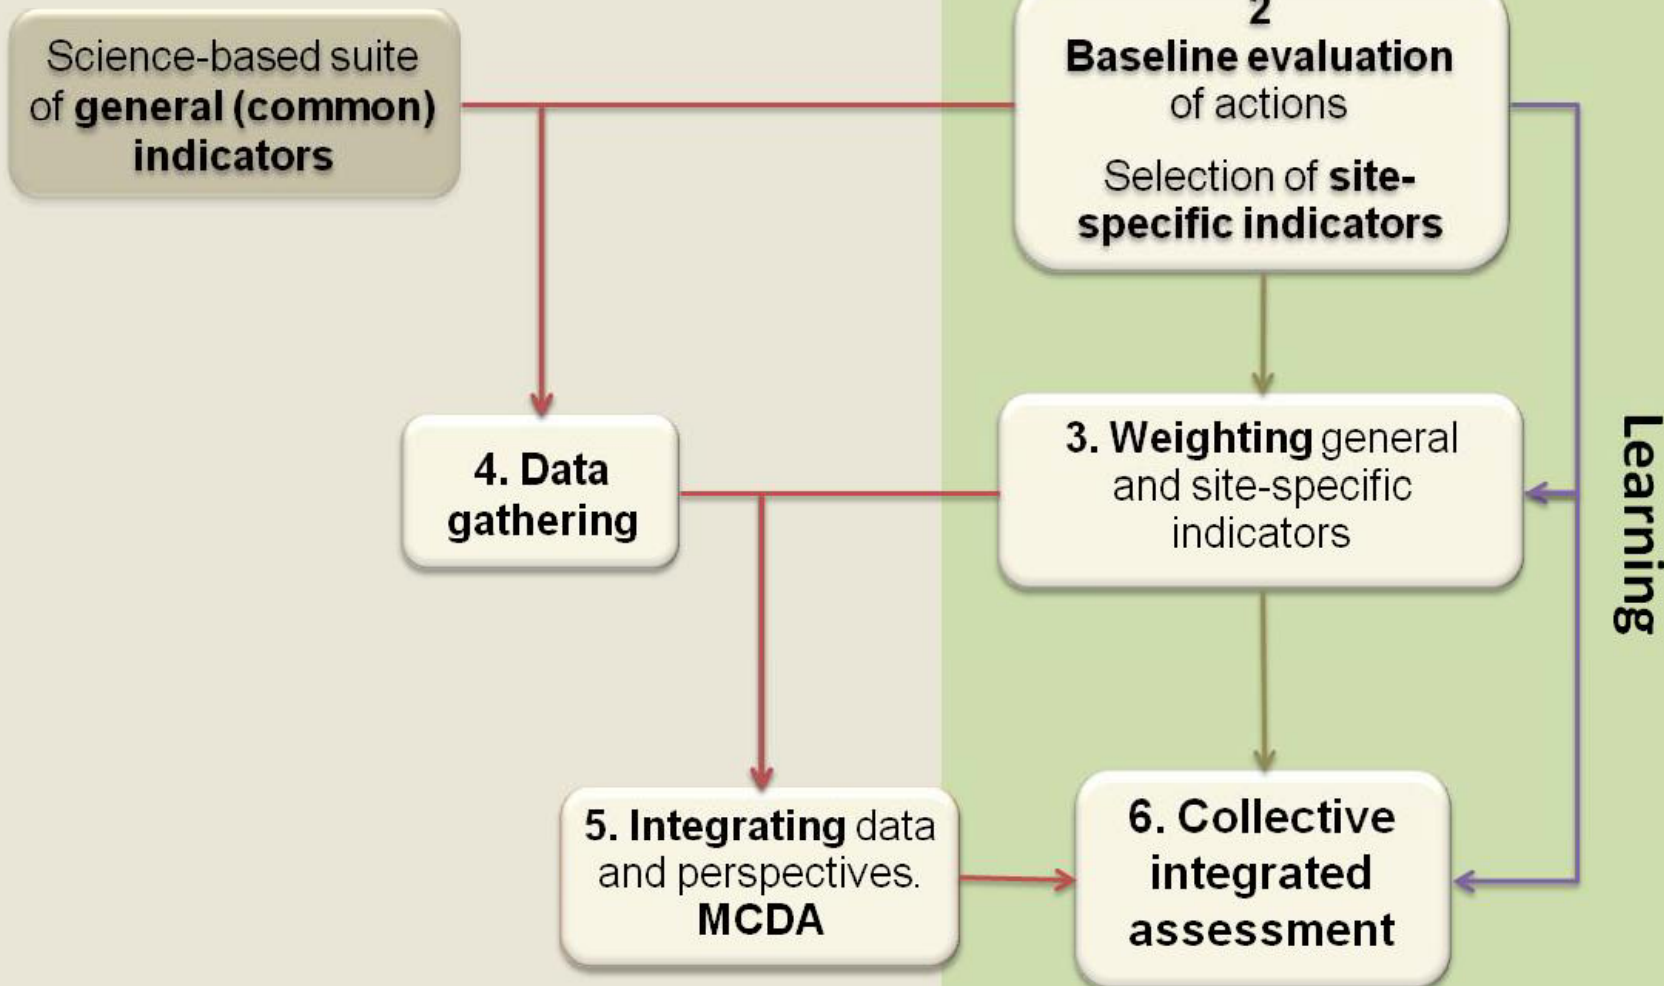 Science-based suite
of general (common)
indicators
2
Baseline evaluation
of actions
Selection of site-
specific indicators
4. Data
gathering
3. Weighting general
and site-specific
indicators
Learning
5. Integrating data
and perspectives.
MCDA
6. Collective
integrated
assessment